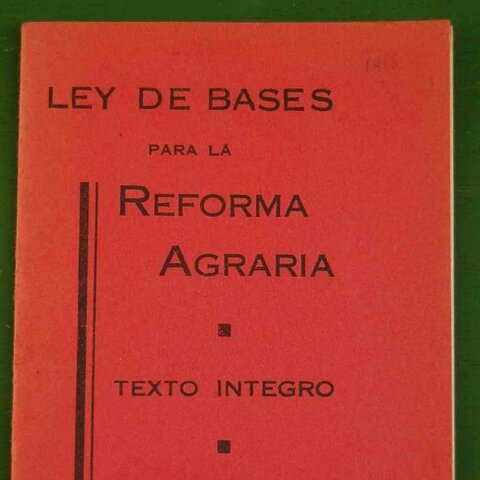 LEY DE BASES
PARA LA
REFORMA
AGRARIA
TEXTO INTEGRO